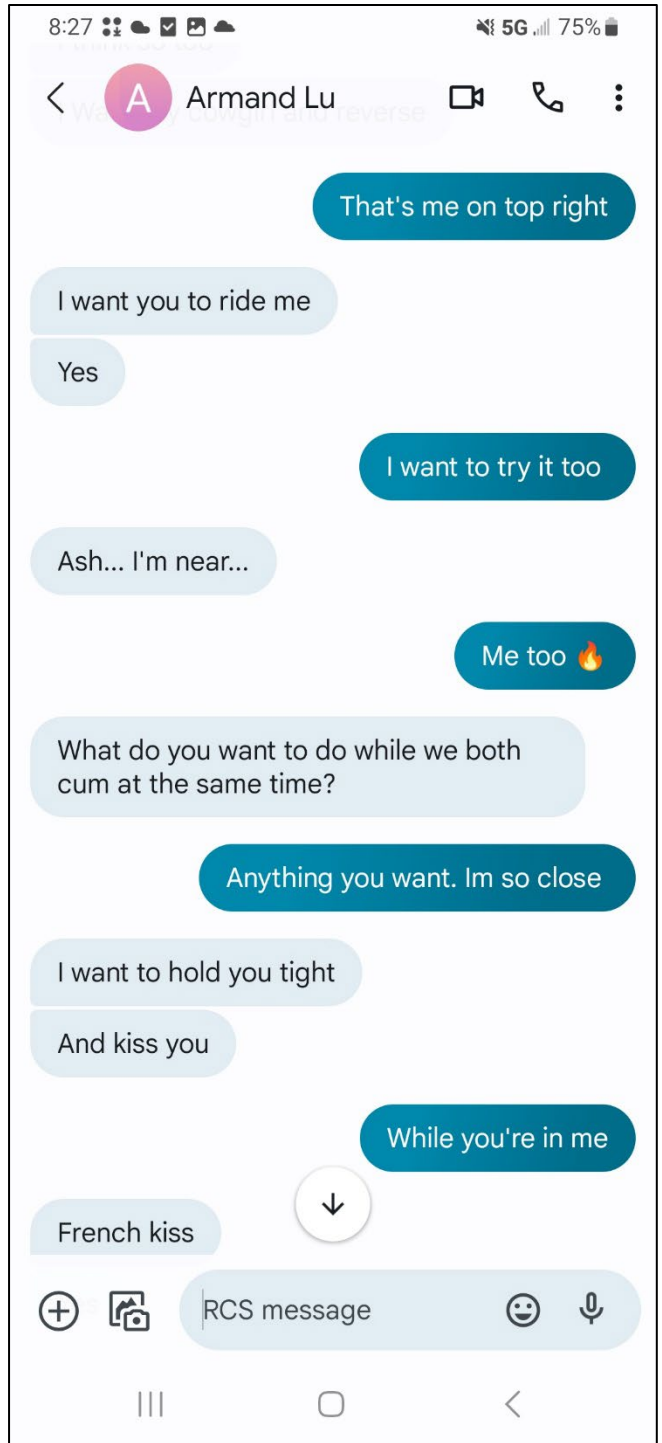 8:27
5G 75%
I think so too
A Armand Lu
That's me on top right
I want you to ride me
Yes
I want to try it too
Ash... I'm near...
Me too 🔥
What do you want to do while we both
cum at the same time?
Anything you want. Im so close
I want to hold you tight
And kiss you
While you're in me
French kiss
RCS message